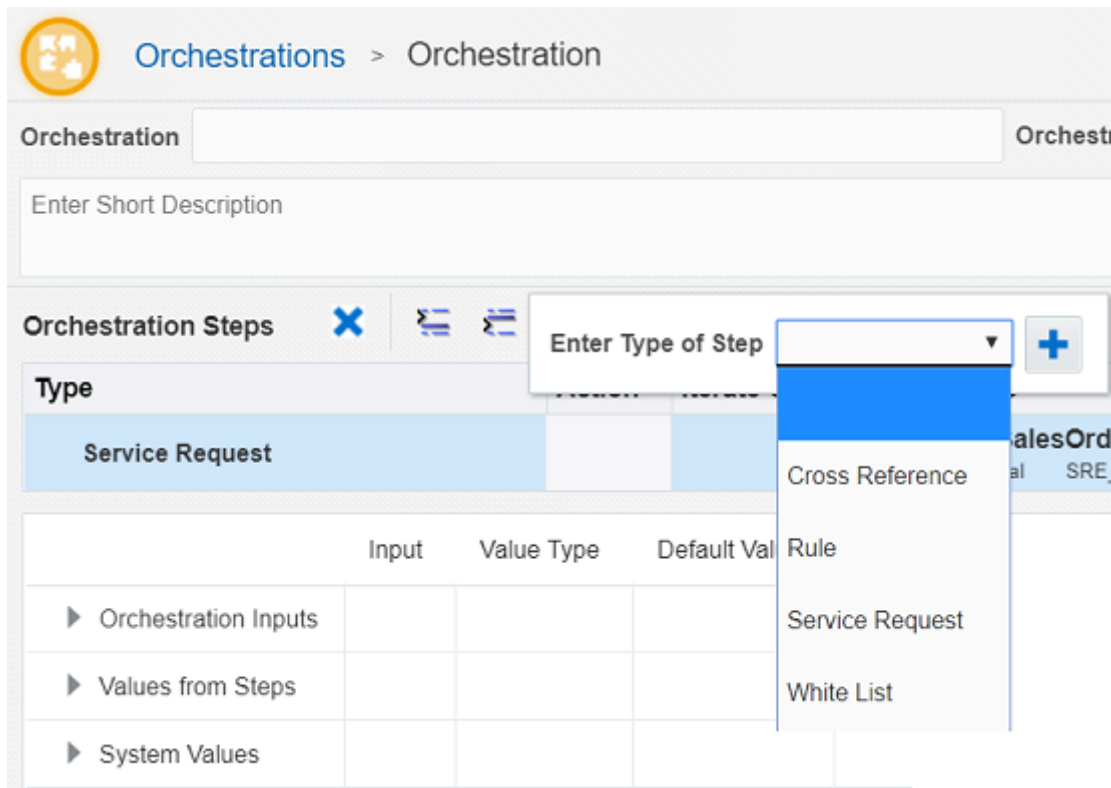 Orchestrations > Orchestration
Orchestration
Enter Short Description
Orchestration Steps
Enter Type of Step
Type
Service Request
Cross Reference
Rule
Service Request
White List
Input Value Type Default
Orchestration Inputs
Values from Steps
System Values